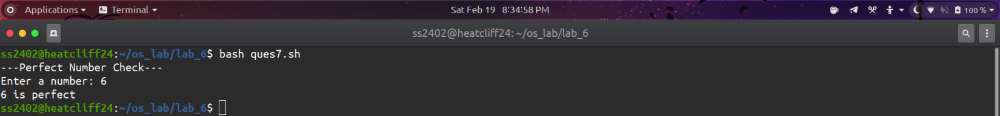 Applications Terminal Sat Feb 19 8:34:58 PM 100 %
ss2402@heatcliff24: ~/os_lab/lab_6
ss2402@heatcliff24:~/os_lab/lab_6$ bash ques7.sh
---Perfect Number Check---
Enter a number: 6
6 is perfect
ss2402@heatcliff24:~/os_lab/lab_6$